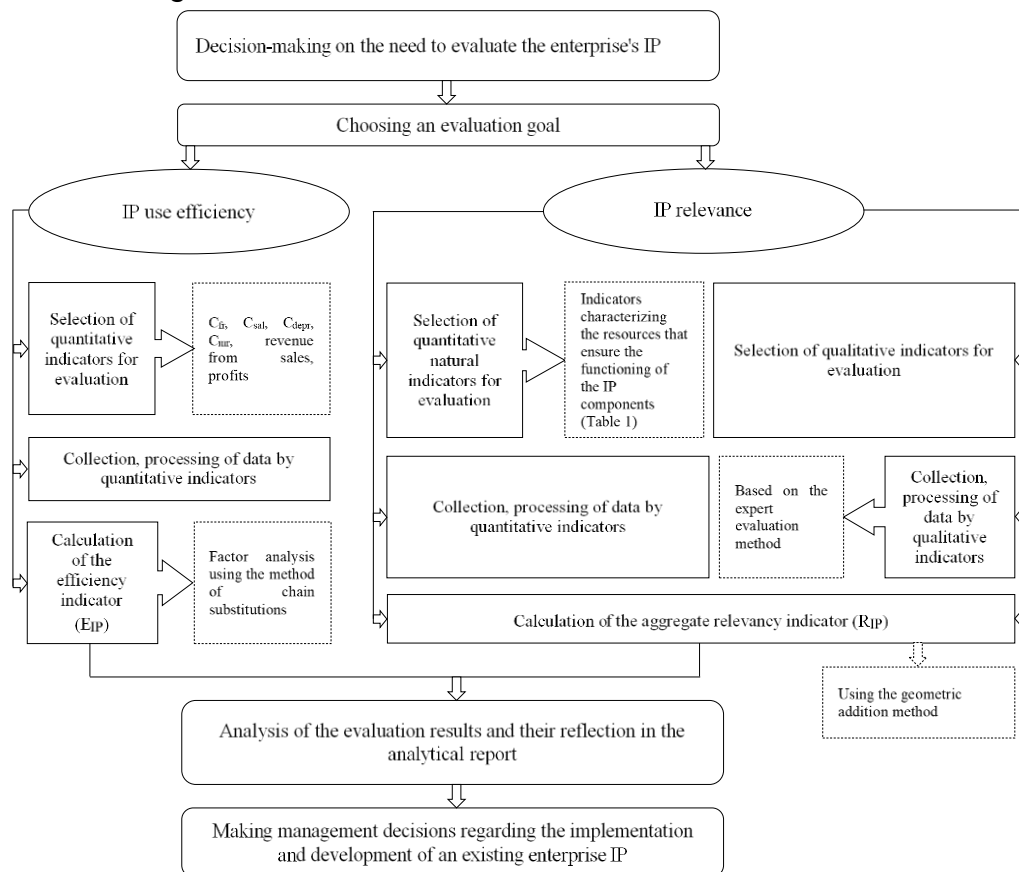 Decision-making on the need to evaluate the enterprise's IP
Choosing an evaluation goal
IP use efficiency
IP relevance
Selection of
quantitative
indicators for
evaluation
Cfr, Csal, Cdepr,
Cmr, revenue
from sales,
profits
Selection of
quantitative
natural
indicators for
evaluation
Indicators
characterizing
the resources that
ensure the
functioning of
the IP
components
(Table 1)
Selection of qualitative indicators for
evaluation
Collection, processing of data by
quantitative indicators
Collection, processing of data by
quantitative indicators
Based on the
expert
evaluation
method
Collection,
processing of
data by
qualitative
indicators
Calculation
of the
efficiency
indicator
(EIP)
Factor analysis
using the method
of chain
substitutions
Calculation of the aggregate relevancy indicator (RIP)
Using the geometric
addition method
Analysis of the evaluation results and their reflection in the
analytical report
Making management decisions regarding the implementation
and development of an existing enterprise IP